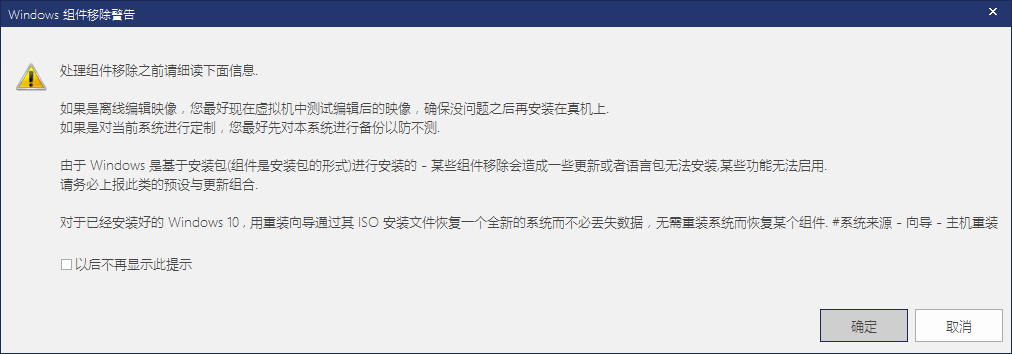 Windows 组件移除警告
处理组件移除之前请细读下面信息.
如果是离线编辑映像，您最好现在虚拟机中测试编辑后的映像，确保没问题之后再安装在真机上.
如果是对当前系统进行定制，您最好先对本系统进行备份以防不测.
由于 Windows 是基于安装包(组件是安装包的形式)进行安装的 - 某些组件移除会造成一些更新或者语言包无法安装,某些功能无法启用.
请务必上报此类的预设与更新组合.
对于已经安装好的 Windows 10 , 用重装向导通过其 ISO 安装文件恢复一个全新的系统而不必丢失数据，无需重装系统而恢复某个组件. #系统来源 - 向导 - 主机重装
以后不再显示此提示
确定
取消